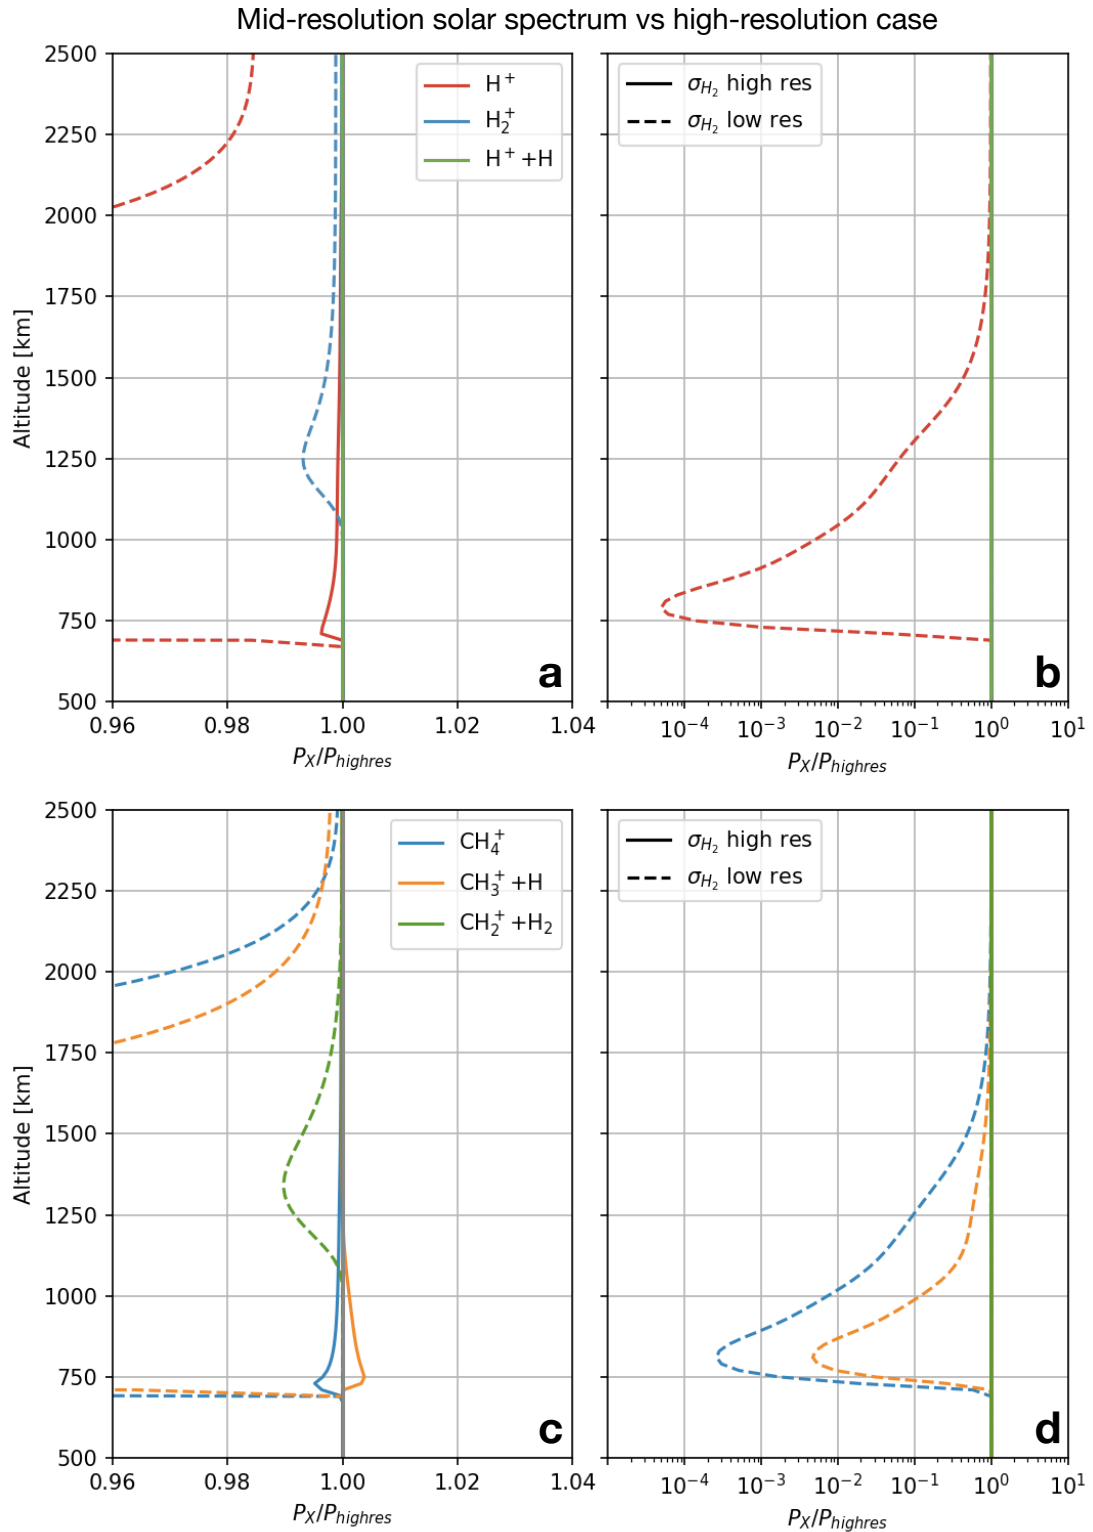 Mid-resolution solar spectrum vs high-resolution case
2500
2250
2000
1750
1500
1250
1000
750
500
Altitude [km]
H⁺
H₂⁺
H⁺+H
a
0.96 0.98 1.00 1.02 1.04
P_X/P_highres
σ_H₂ high res
σ_H₂ low res
b
10⁻⁴ 10⁻³ 10⁻² 10⁻¹ 10⁰ 10¹
P_X/P_highres
2500
2250
2000
1750
1500
1250
1000
750
500
Altitude [km]
CH₄⁺
CH₃⁺+H
CH₂⁺+H₂
c
0.96 0.98 1.00 1.02 1.04
P_X/P_highres
σ_H₂ high res
σ_H₂ low res
d
10⁻⁴ 10⁻³ 10⁻² 10⁻¹ 10⁰ 10¹
P_X/P_highres